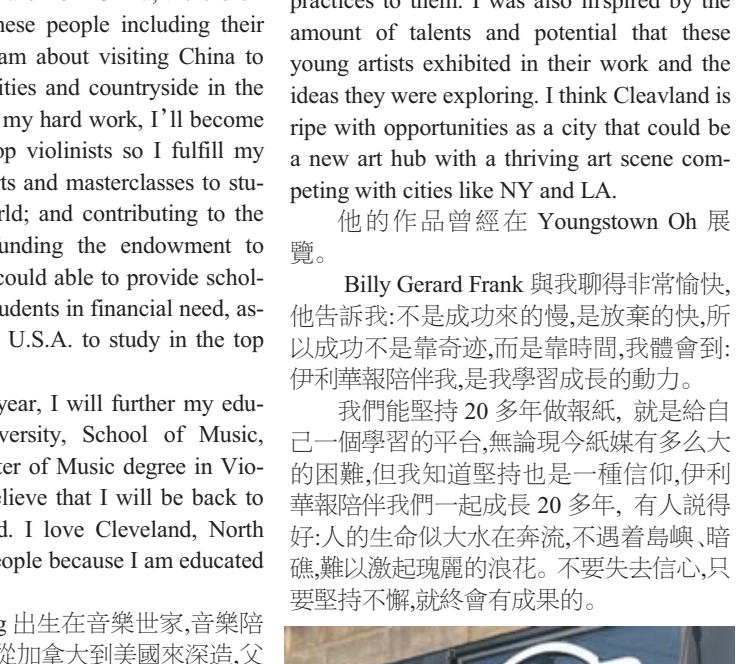 nese people including their
am about visiting China to
ities and countryside in the
my hard work, I’ll become
op violinists so I fulfill my
rts and masterclasses to stu-
rld; and contributing to the
unding the endowment to
could able to provide schol-
udents in financial need, as-
U.S.A. to study in the top
year, I will further my edu-
versity, School of Music,
ter of Music degree in Vio-
elieve that I will be back to
d. I love Cleveland, North
eople because I am educated
g 出生在音樂世家,音樂陪
從加拿大到美國來深造,父
practices to them. I was also inspired by the
amount of talents and potential that these
young artists exhibited in their work and the
ideas they were exploring. I think Cleavland is
ripe with opportunities as a city that could be
a new art hub with a thriving art scene com-
peting with cities like NY and LA.
他的作品曾經在 Youngstown Oh 展
覽。
Billy Gerard Frank 與我聊得非常愉快,
他告訴我:不是成功來的慢,是放棄的快,所
以成功不是靠奇迹,而是靠時間,我體會到:
伊利華報陪伴我,是我學習成長的動力。
我們能堅持 20 多年做報紙, 就是給自
己一個學習的平台,無論現今紙媒有多么大
的困難,但我知道堅持也是一種信仰,伊利
華報陪伴我們一起成長 20 多年, 有人説得
好:人的生命似大水在奔流,不遇着島嶼、暗
礁,難以激起瑰麗的浪花。不要失去信心,只
要堅持不懈,就終會有成果的。